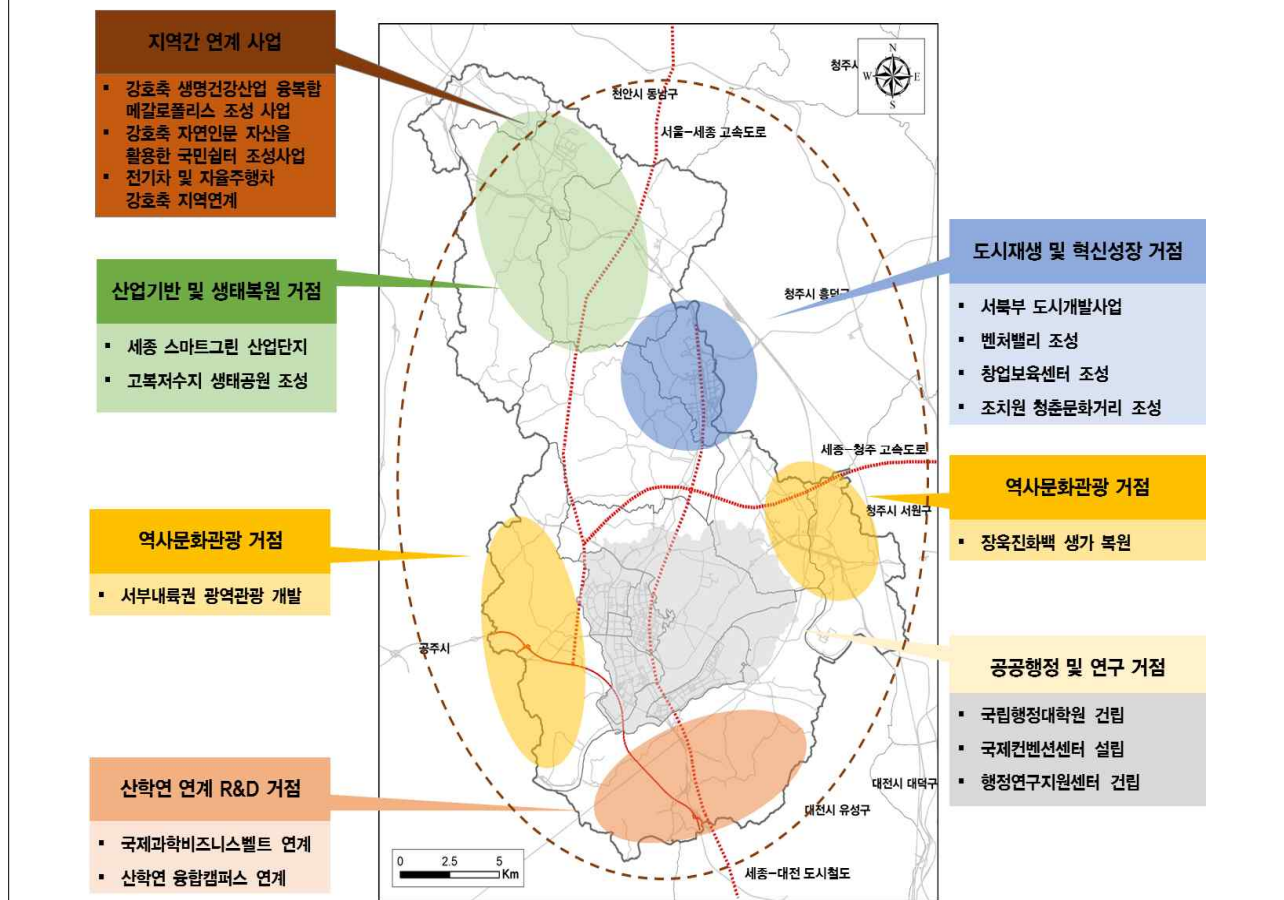 지역간 연계 사업
▪ 강호축 생명건강산업 융복합
메갈로폴리스 조성 사업
▪ 강호축 자연인문 자산을
활용한 국민쉼터 조성사업
▪ 전기차 및 자율주행차
강호축 지역연계
산업기반 및 생태복원 거점
▪ 세종 스마트그린 산업단지
▪ 고복저수지 생태공원 조성
역사문화관광 거점
▪ 서부내륙권 광역관광 개발
산학연 연계 R&D 거점
▪ 국제과학비즈니스벨트 연계
▪ 산학연 융합캠퍼스 연계
청주시
N
W E
S
천안시 동남구
서울-세종 고속도로
청주시 흥덕구
세종-청주 고속도로
청주시 서원구
공주시
대전시 대덕구
대전시 유성구
세종-대전 도시철도
0 2.5 5
Km
도시재생 및 혁신성장 거점
▪ 서북부 도시개발사업
▪ 벤처밸리 조성
▪ 창업보육센터 조성
▪ 조치원 청춘문화거리 조성
역사문화관광 거점
▪ 장욱진화백 생가 복원
공공행정 및 연구 거점
▪ 국립행정대학원 건립
▪ 국제컨벤션센터 설립
▪ 행정연구지원센터 건립